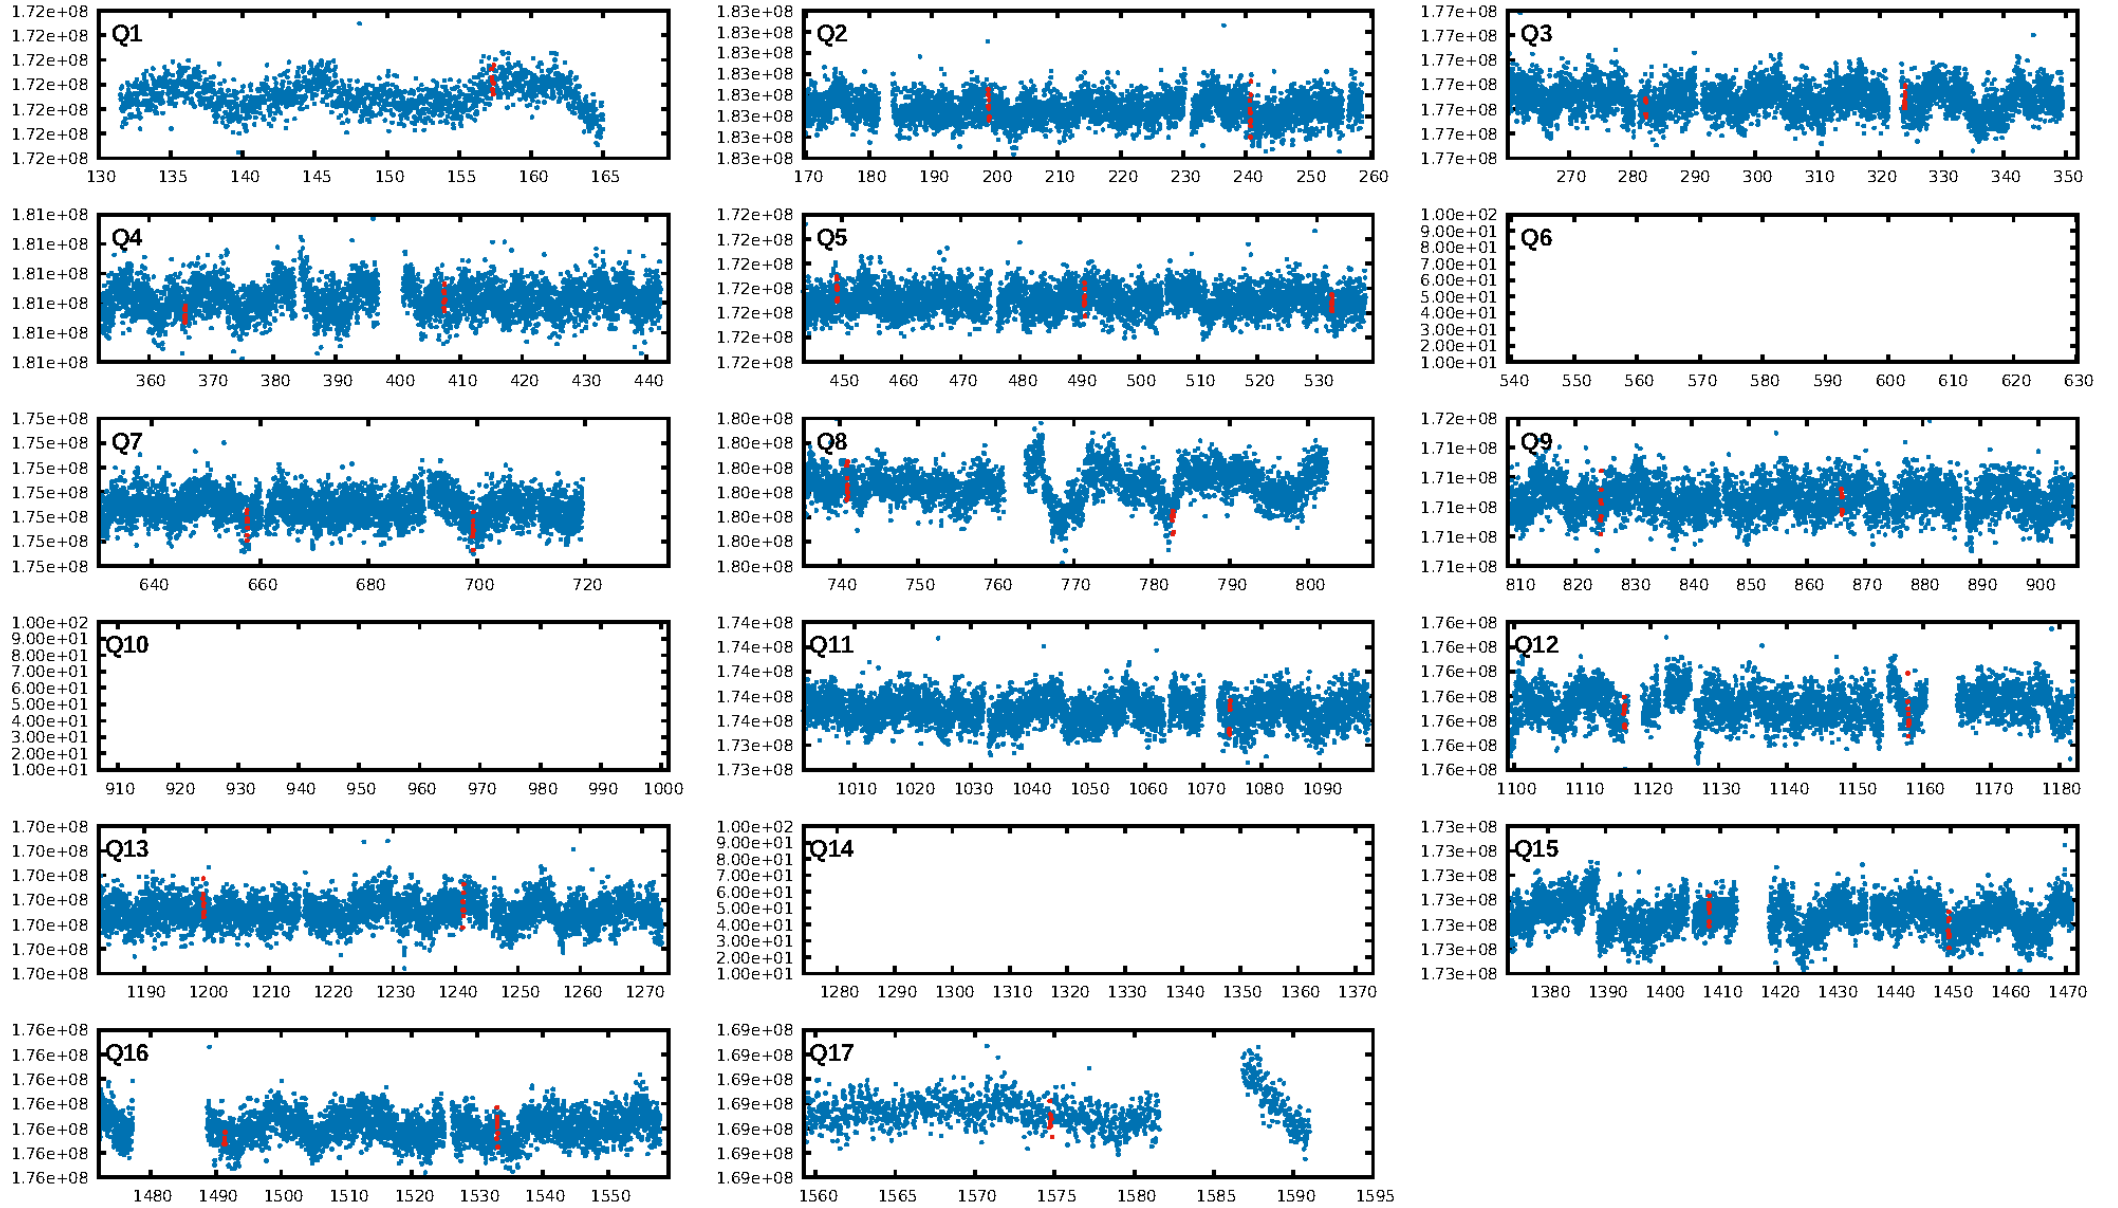 1.72e+08 1.72e+08 1.72e+08 1.72e+08 1.72e+08 1.72e+08 1.72e+08
Q1
130 135 140 145 150 155 160 165
1.83e+08 1.83e+08 1.83e+08 1.83e+08 1.83e+08 1.83e+08 1.83e+08 1.83e+08
Q2
170 180 190 200 210 220 230 240 250 260
1.77e+08 1.77e+08 1.77e+08 1.77e+08 1.77e+08 1.77e+08 1.77e+08
Q3
270 280 290 300 310 320 330 340 350
1.81e+08 1.81e+08 1.81e+08 1.81e+08 1.81e+08 1.81e+08
Q4
360 370 380 390 400 410 420 430 440
1.72e+08 1.72e+08 1.72e+08 1.72e+08 1.72e+08 1.72e+08 1.72e+08
Q5
450 460 470 480 490 500 510 520 530
1.00e+02 9.00e+01 8.00e+01 7.00e+01 6.00e+01 5.00e+01 4.00e+01 3.00e+01 2.00e+01 1.00e+01
Q6
540 550 560 570 580 590 600 610 620 630
1.75e+08 1.75e+08 1.75e+08 1.75e+08 1.75e+08 1.75e+08 1.75e+08
Q7
640 660 680 700 720
1.80e+08 1.80e+08 1.80e+08 1.80e+08 1.80e+08 1.80e+08 1.80e+08
Q8
740 750 760 770 780 790 800
1.72e+08 1.71e+08 1.71e+08 1.71e+08 1.71e+08 1.71e+08
Q9
810 820 830 840 850 860 870 880 890 900
1.00e+02 9.00e+01 8.00e+01 7.00e+01 6.00e+01 5.00e+01 4.00e+01 3.00e+01 2.00e+01 1.00e+01
Q10
910 920 930 940 950 960 970 980 990 1000
1.74e+08 1.74e+08 1.74e+08 1.74e+08 1.74e+08 1.73e+08 1.73e+08
Q11
1010 1020 1030 1040 1050 1060 1070 1080 1090
1.76e+08 1.76e+08 1.76e+08 1.76e+08 1.76e+08 1.76e+08 1.76e+08
Q12
1100 1110 1120 1130 1140 1150 1160 1170 1180
1.70e+08 1.70e+08 1.70e+08 1.70e+08 1.70e+08 1.70e+08 1.70e+08
Q13
1190 1200 1210 1220 1230 1240 1250 1260 1270
1.00e+02 9.00e+01 8.00e+01 7.00e+01 6.00e+01 5.00e+01 4.00e+01 3.00e+01 2.00e+01 1.00e+01
Q14
1280 1290 1300 1310 1320 1330 1340 1350 1360 1370
1.73e+08 1.73e+08 1.73e+08 1.73e+08 1.73e+08 1.73e+08 1.73e+08
Q15
1380 1390 1400 1410 1420 1430 1440 1450 1460 1470
1.76e+08 1.76e+08 1.76e+08 1.76e+08 1.76e+08 1.76e+08 1.76e+08
Q16
1480 1490 1500 1510 1520 1530 1540 1550
1.69e+08 1.69e+08 1.69e+08 1.69e+08 1.69e+08 1.69e+08 1.69e+08
Q17
1560 1565 1570 1575 1580 1585 1590 1595